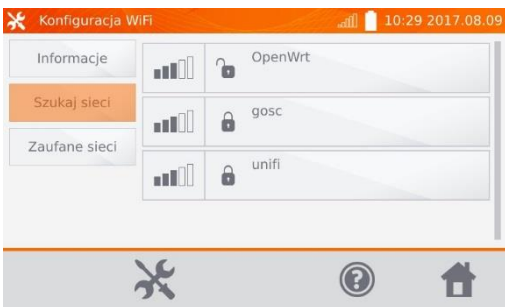 Konfiguracja WiFi
10:29 2017.08.09
Informacje
Szukaj sieci
Zaufane sieci
OpenWrt
gosc
unifi